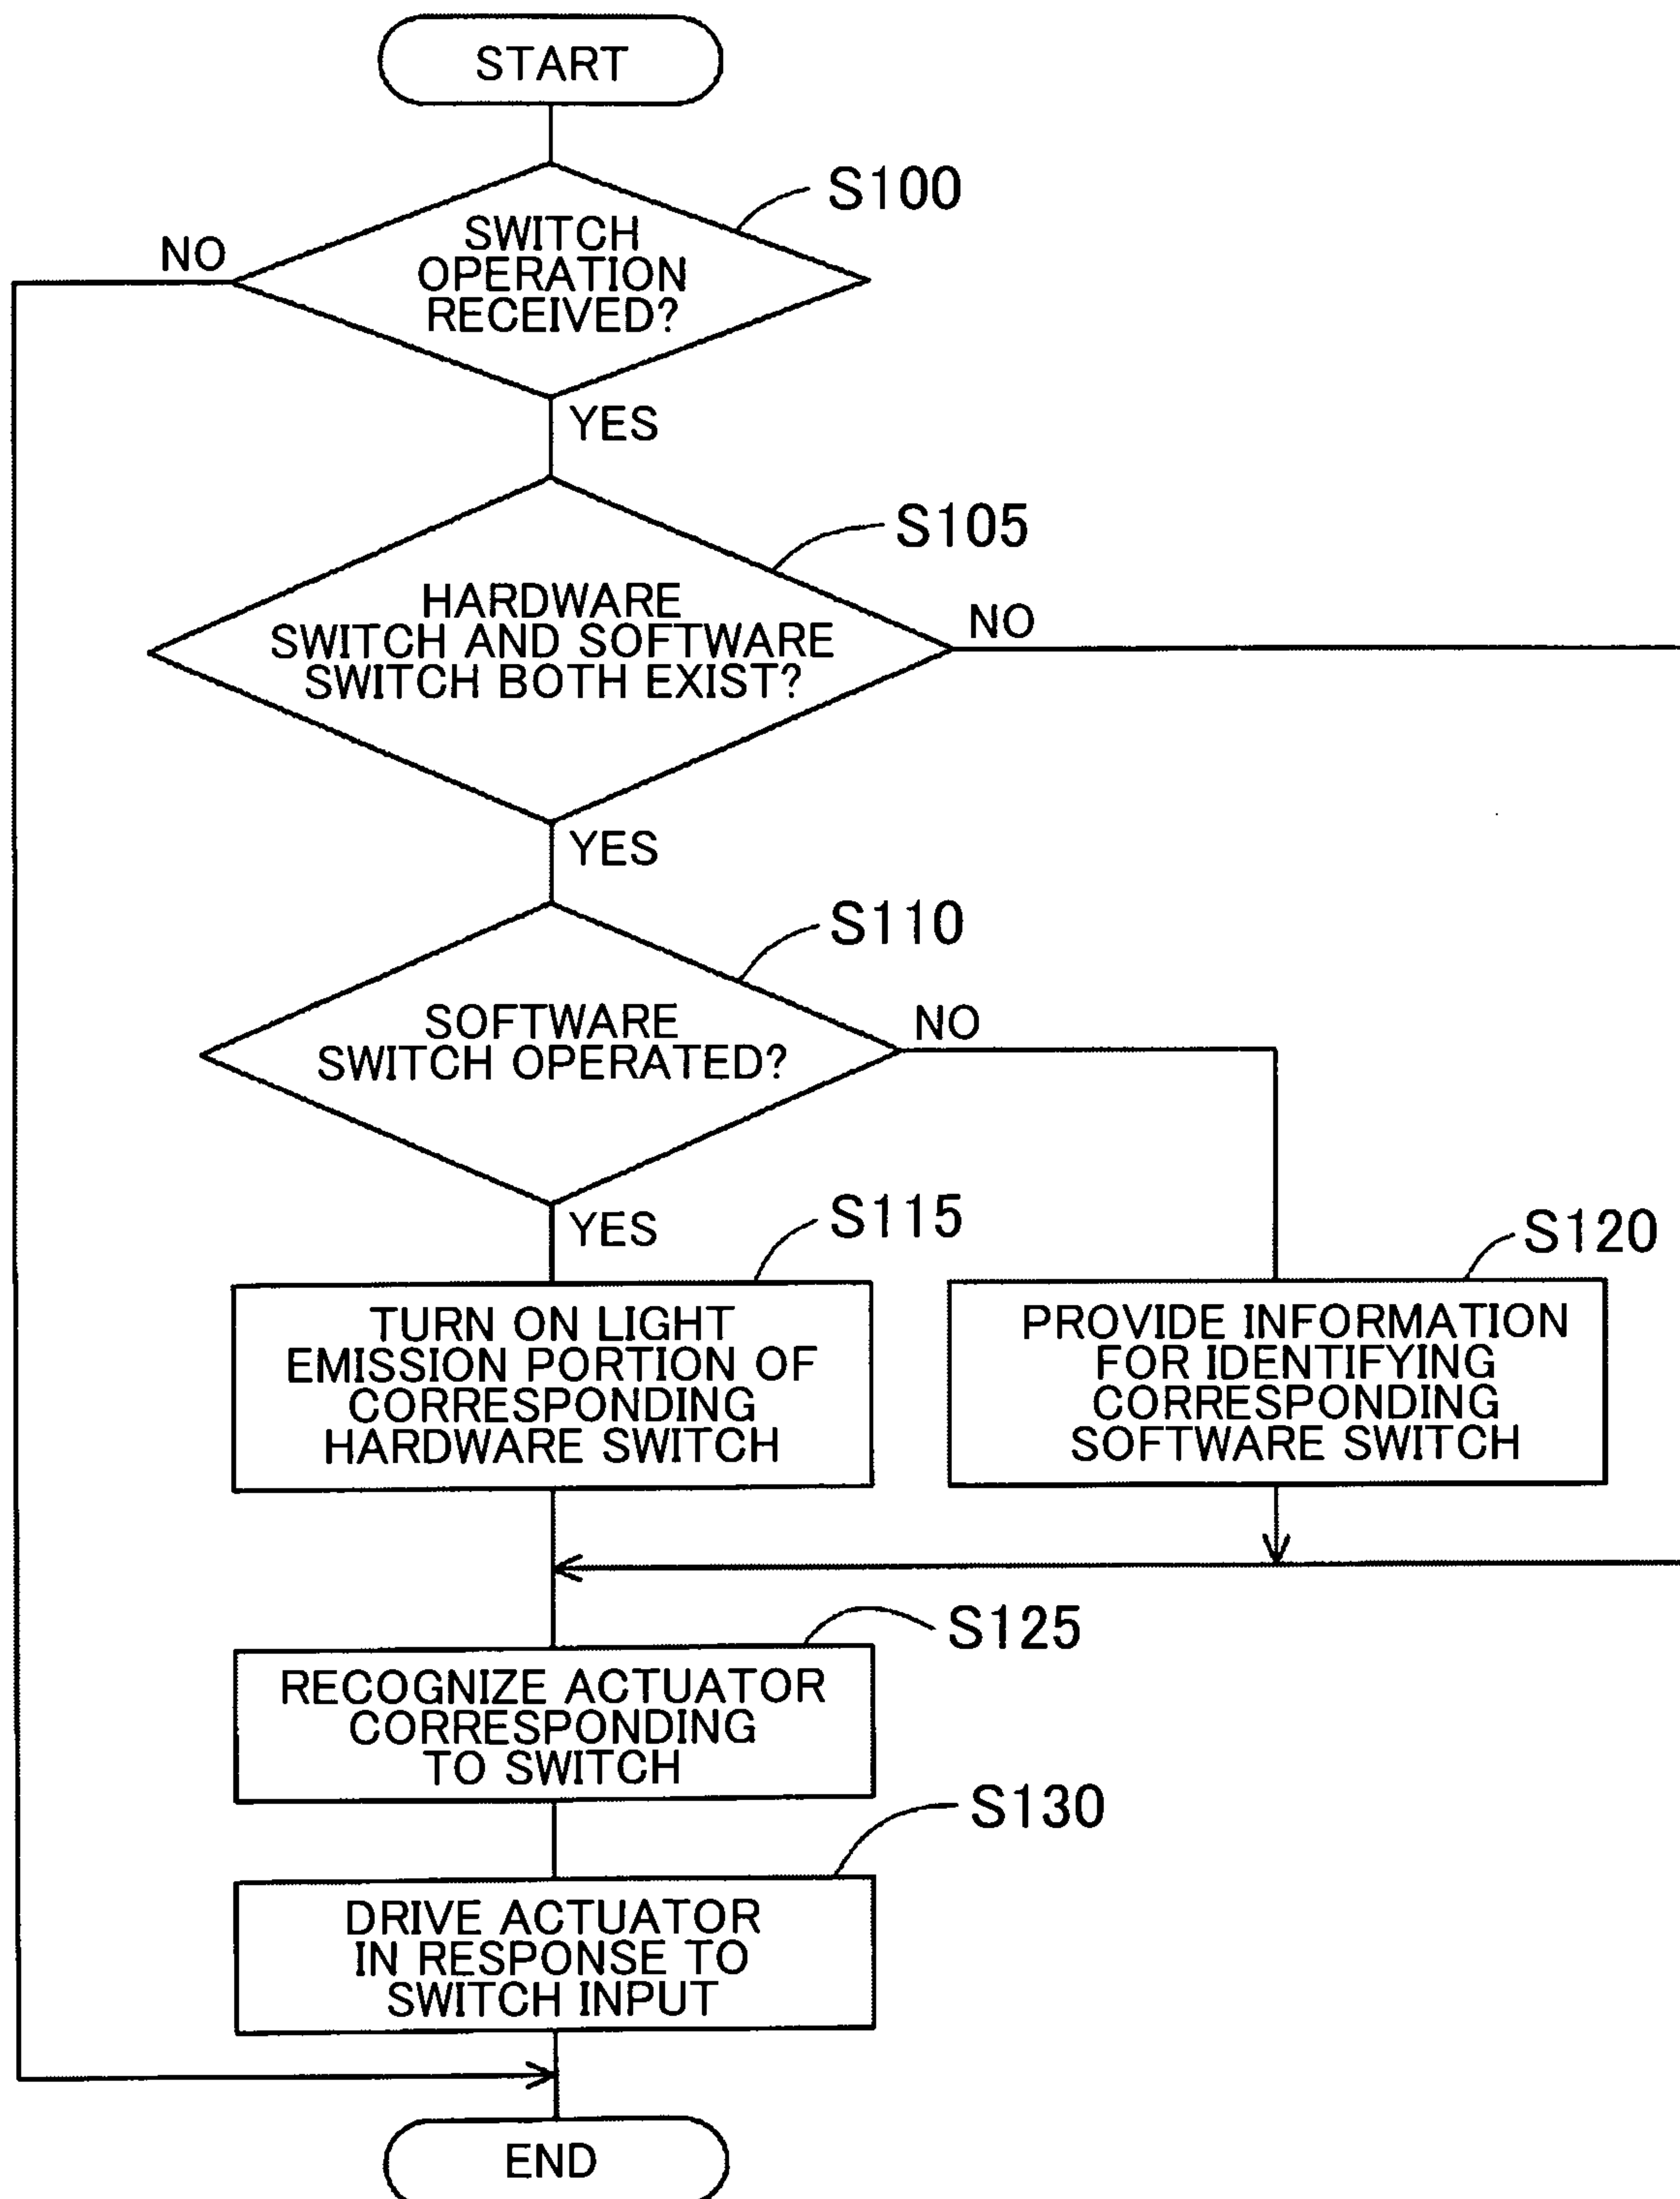 START
S100
SWITCH
OPERATION
RECEIVED?
NO
YES
S105
HARDWARE
SWITCH AND SOFTWARE
SWITCH BOTH EXIST?
NO
YES
S110
SOFTWARE
SWITCH OPERATED?
NO
YES
S115
TURN ON LIGHT
EMISSION PORTION OF
CORRESPONDING
HARDWARE SWITCH
S120
PROVIDE INFORMATION
FOR IDENTIFYING
CORRESPONDING
SOFTWARE SWITCH
S125
RECOGNIZE ACTUATOR
CORRESPONDING
TO SWITCH
S130
DRIVE ACTUATOR
IN RESPONSE TO
SWITCH INPUT
END